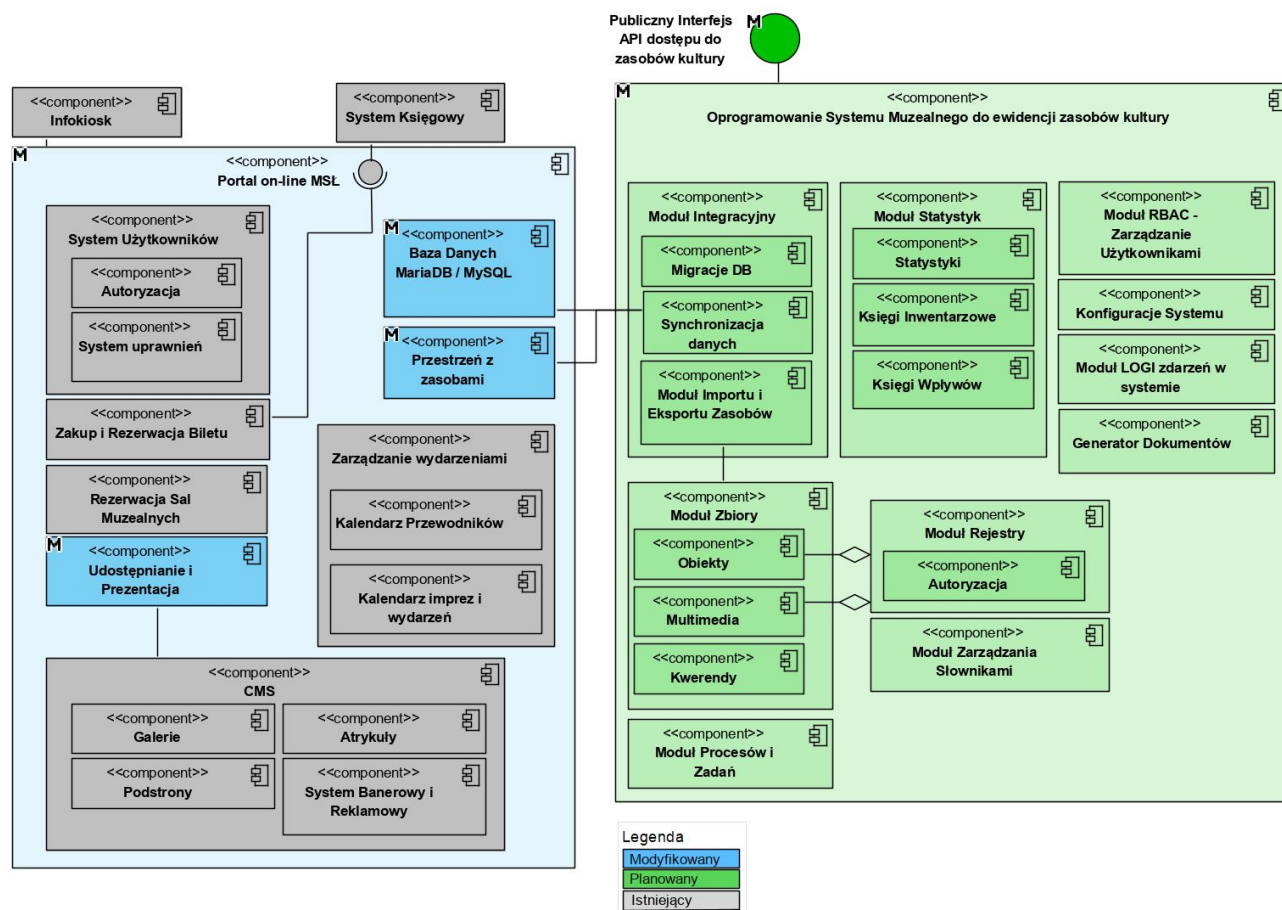 Publiczny Interfejs
API dostępu do
zasobów kultury
M
<<component>>
Infokiosk
<<component>>
System Księgowy
M
<<component>>
Portal on-line MSŁ
<<component>>
System Użytkowników
<<component>>
Autoryzacja
<<component>>
System uprawnień
<<component>>
Zakup i Rezerwacja Biletu
<<component>>
Rezerwacja Sal
Muzealnych
M
<<component>>
Udostępnianie i
Prezentacja
M
<<component>>
Baza Danych
MariaDB / MySQL
M
<<component>>
Przestrzeń z
zasobami
<<component>>
Zarządzanie wydarzeniami
<<component>>
Kalendarz Przewodników
<<component>>
Kalendarz imprez i
wydarzeń
<<component>>
CMS
<<component>>
Galerie
<<component>>
Atrykuły
<<component>>
Podstrony
<<component>>
System Banerowy i
Reklamowy
M
<<component>>
Oprogramowanie Systemu Muzealnego do ewidencji zasobów kultury
<<component>>
Moduł Integracyjny
<<component>>
Migracje DB
<<component>>
Synchronizacja
danych
<<component>>
Moduł Importu i
Eksportu Zasobów
<<component>>
Moduł Statystyk
<<component>>
Statystyki
<<component>>
Księgi Inwentarzowe
<<component>>
Księgi Wpływów
<<component>>
Moduł RBAC -
Zarządzanie
Użytkownikami
<<component>>
Konfiguracje Systemu
<<component>>
Moduł LOGI zdarzeń w
systemie
<<component>>
Generator Dokumentów
<<component>>
Moduł Zbiory
<<component>>
Obiekty
<<component>>
Multimedia
<<component>>
Kwerendy
<<component>>
Moduł Rejestry
<<component>>
Autoryzacja
<<component>>
Moduł Zarządzania
Słownikami
<<component>>
Moduł Procesów i
Zadań
Legenda
Modyfikowany
Planowany
Istniejący